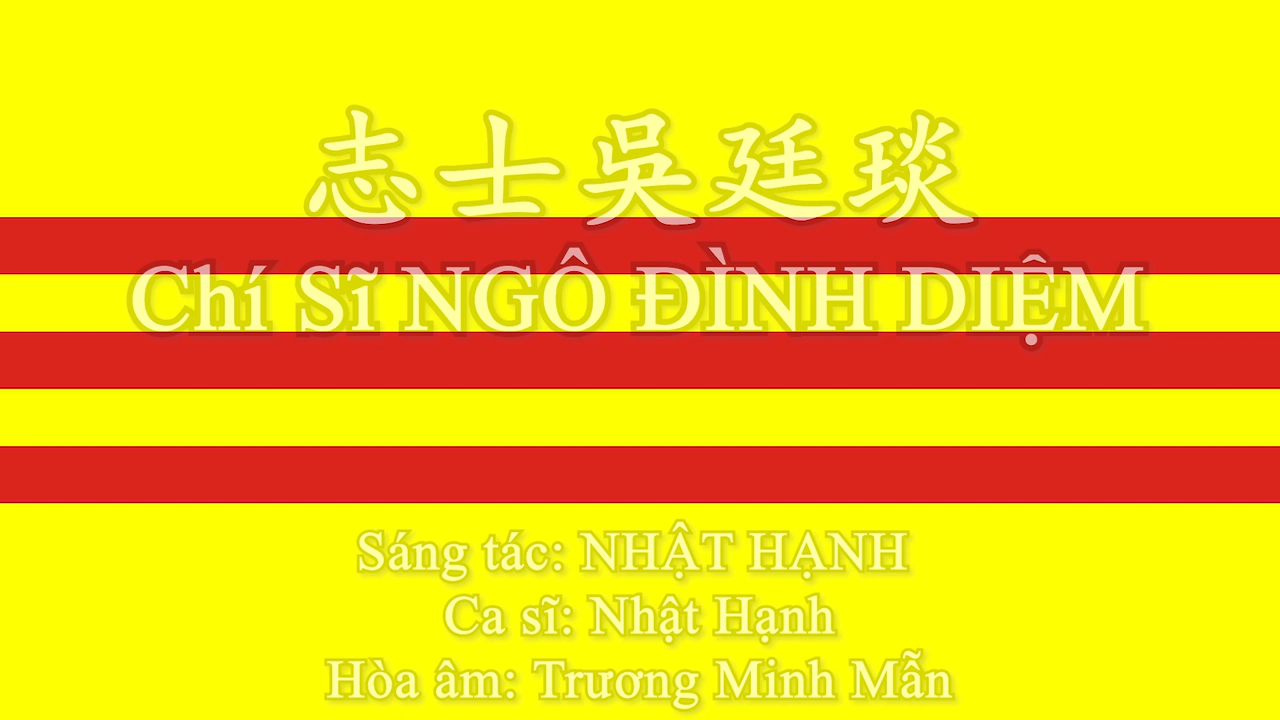 志士吳廷琰
Chí Sĩ NGÔ ĐÌNH DIỆM
Sáng tác: NHẬT HẠNH
Ca sĩ: Nhật Hạnh
Hòa âm: Trương Minh Mẫn